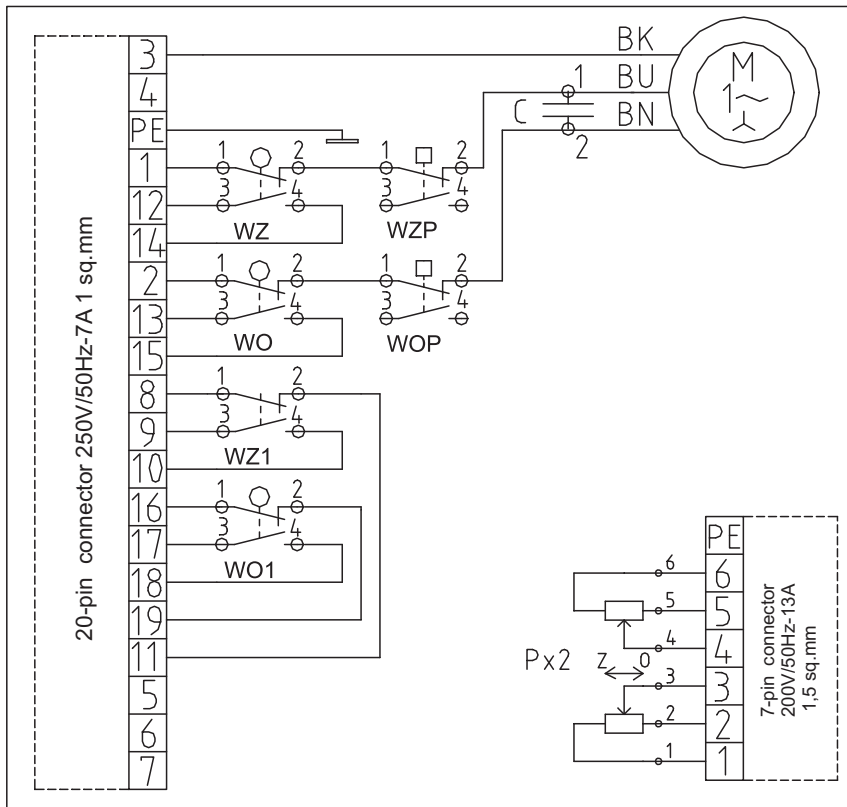 20-pin connector 250V/50Hz-7A 1 sq.mm
3
4
PE
1
12
14
2
13
15
8
9
10
16
17
18
19
11
5
6
7
BK
BU
BN
M
1~
C
1
2
1 2
3 4
WZ
1 2
3 4
WZP
1 2
3 4
WO
1 2
3 4
WOP
1 2
3 4
WZ1
1 2
3 4
WO1
Px2
Z O
6
5
4
3
2
1
PE
6
5
4
3
2
1
7-pin connector
200V/50Hz-13A
1,5 sq.mm